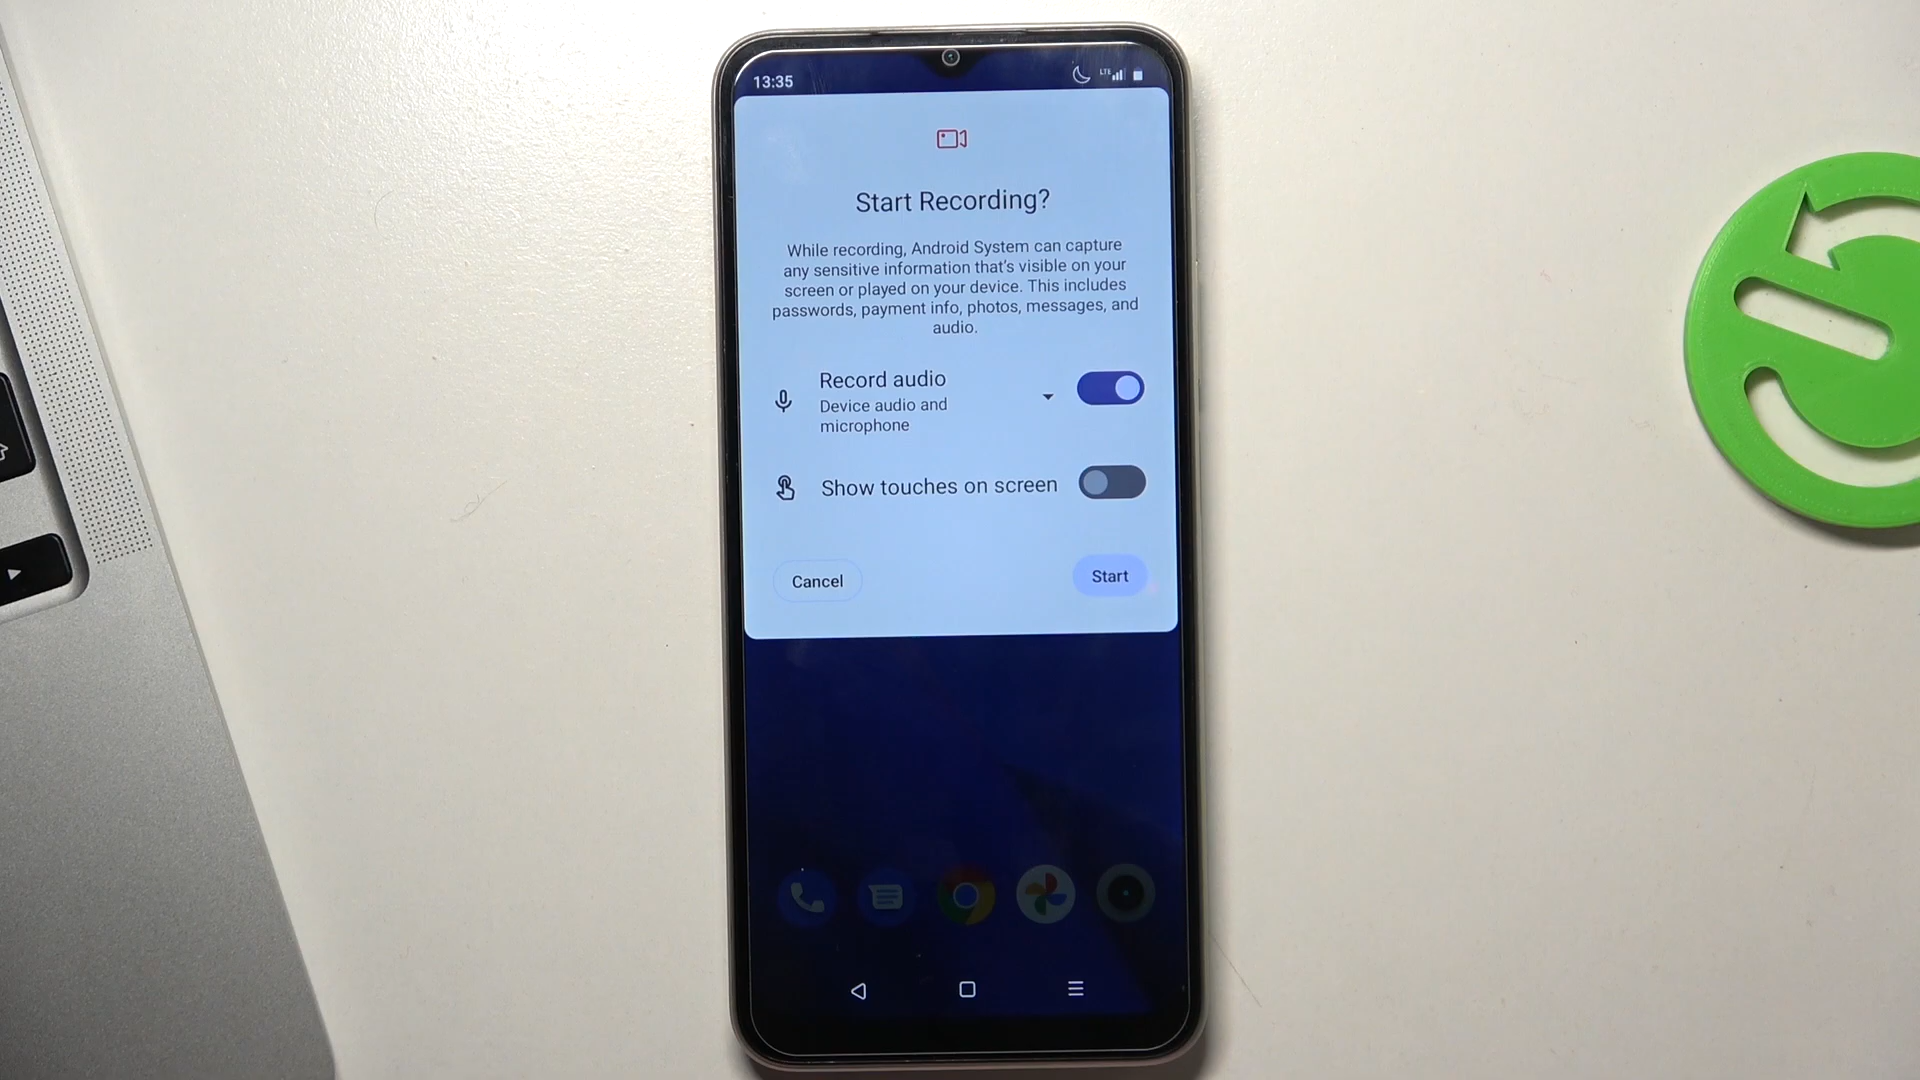 13:35
LTE
Start Recording?
While recording, Android System can capture
any sensitive information that's visible on your
screen or played on your device. This includes
passwords, payment info, photos, messages, and
audio.
Record audio
Device audio and
microphone
Show touches on screen
Cancel
Start